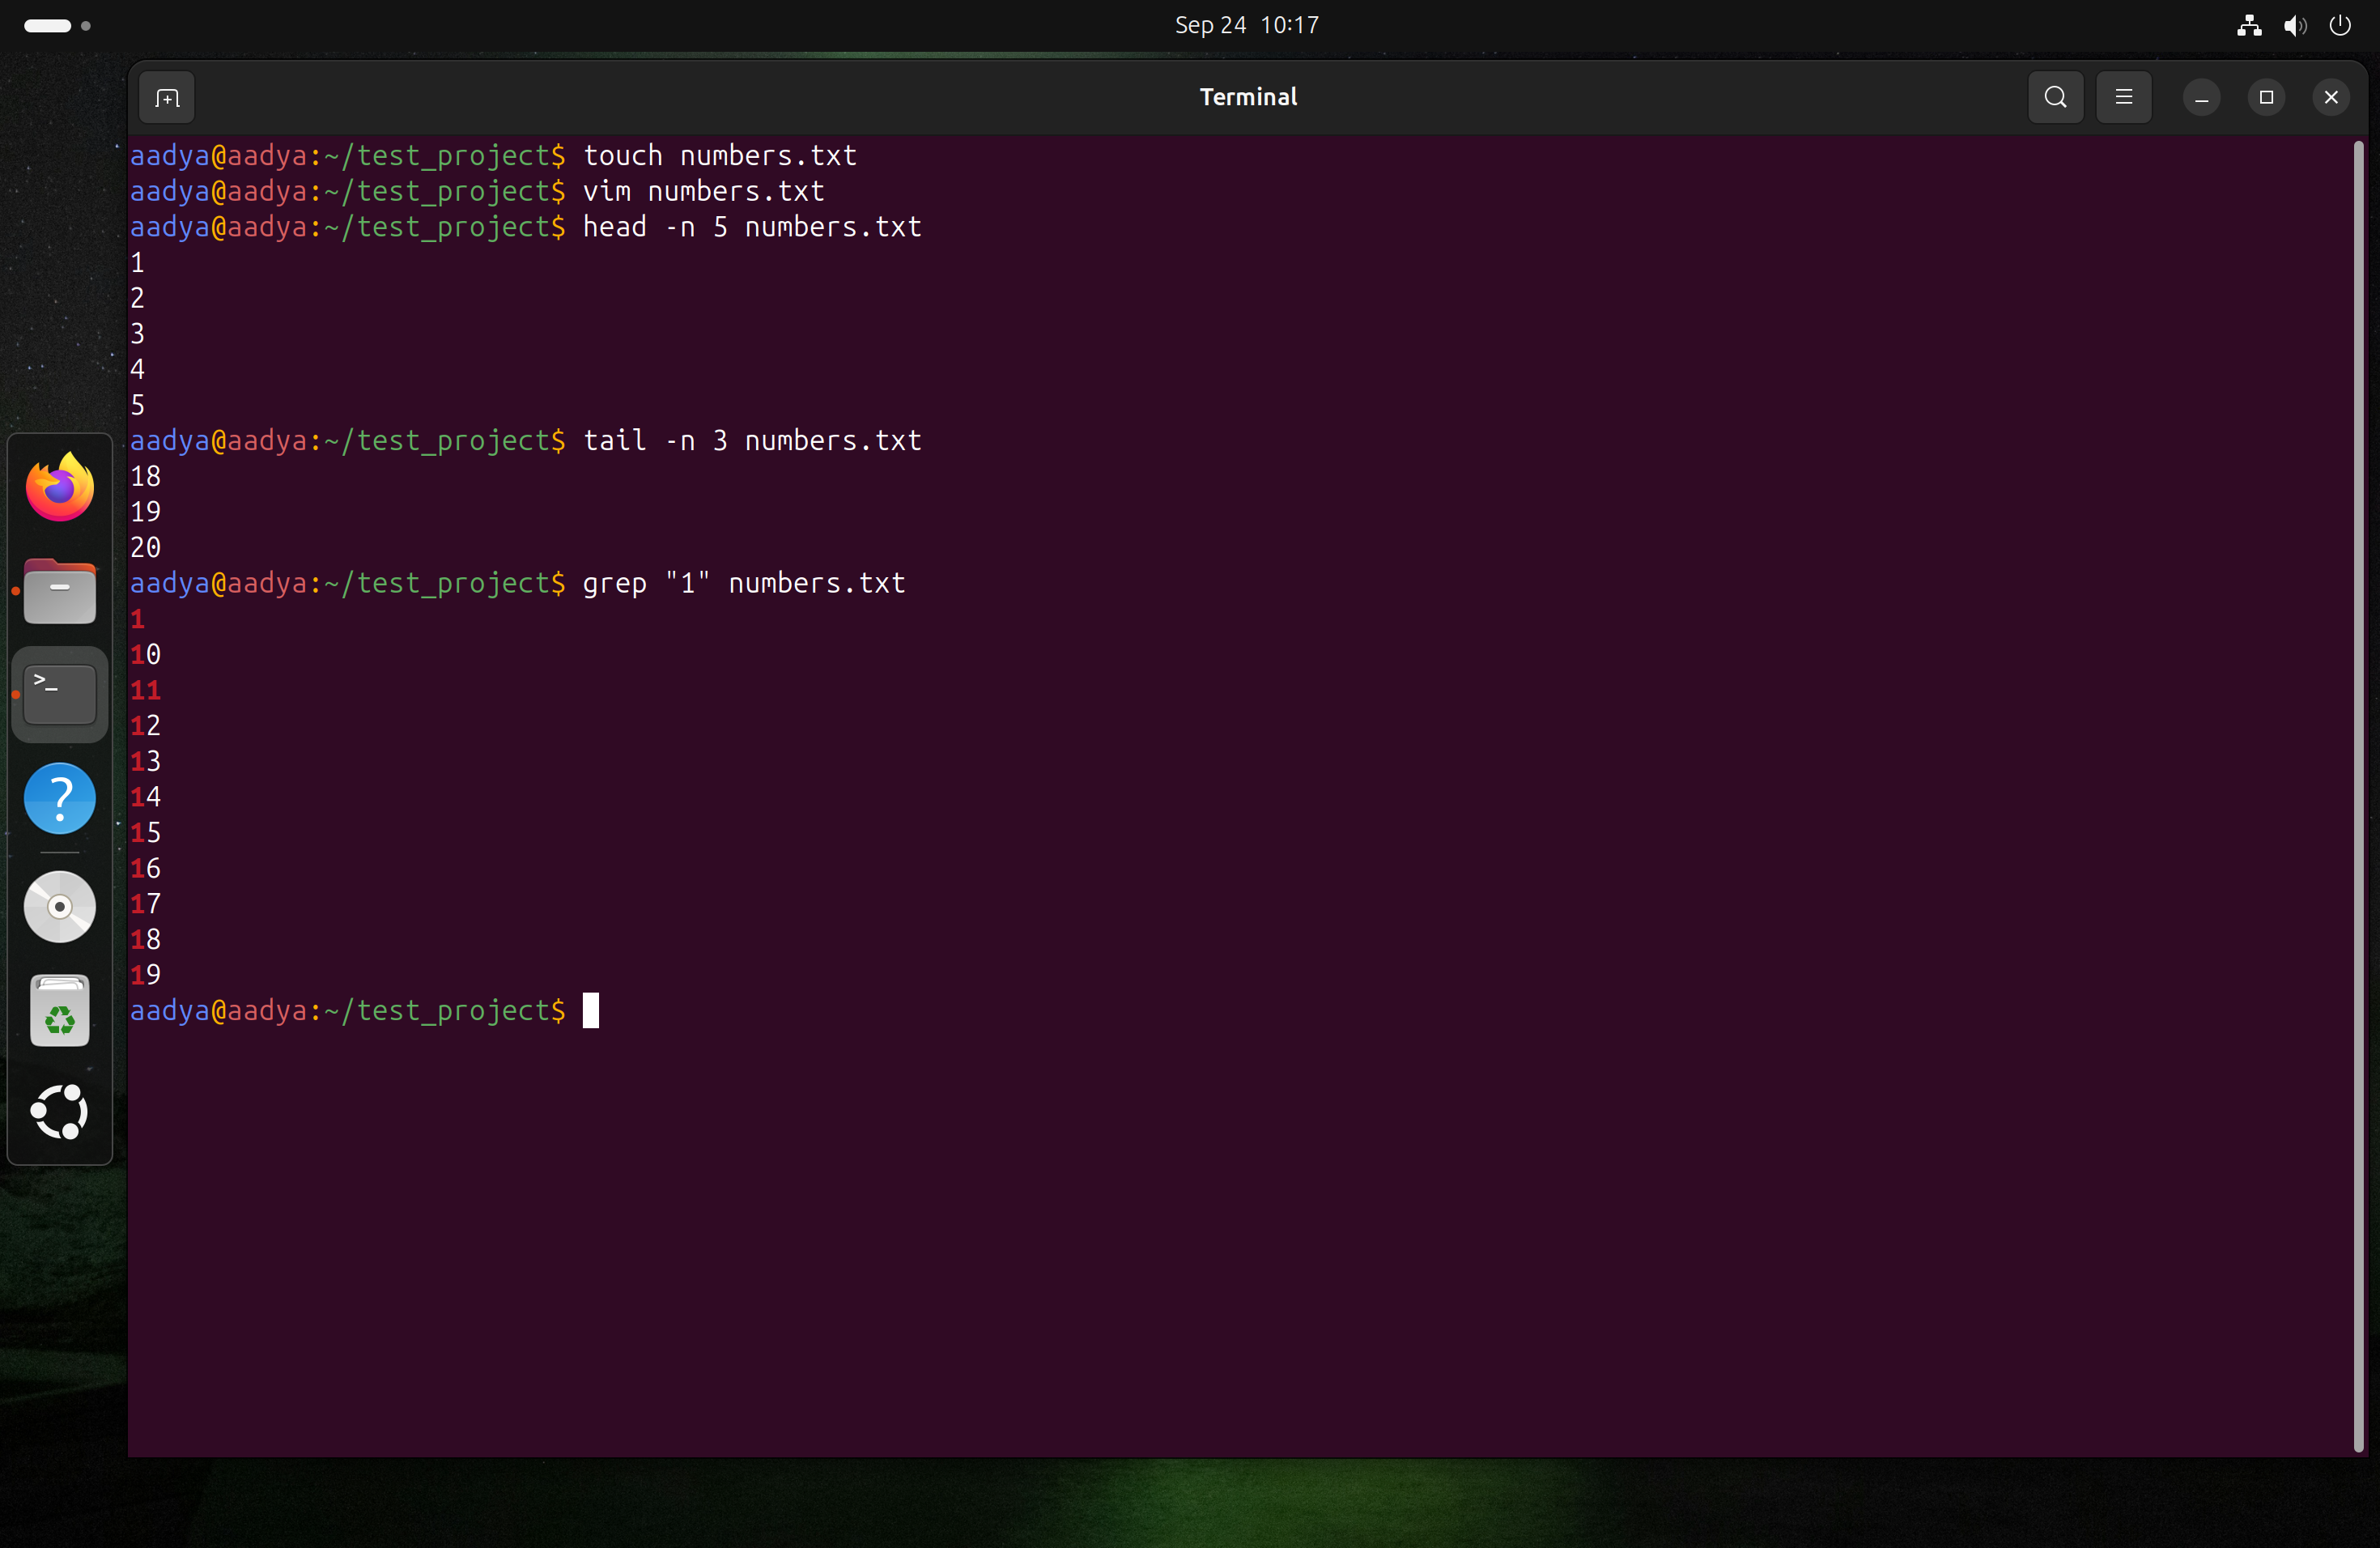 Sep 24 10:17
Terminal
aadya@aadya:~/test_project$ touch numbers.txt
aadya@aadya:~/test_project$ vim numbers.txt
aadya@aadya:~/test_project$ head -n 5 numbers.txt
1
2
3
4
5
aadya@aadya:~/test_project$ tail -n 3 numbers.txt
18
19
20
aadya@aadya:~/test_project$ grep "1" numbers.txt
1
10
11
12
13
14
15
16
17
18
19
aadya@aadya:~/test_project$
>_
?